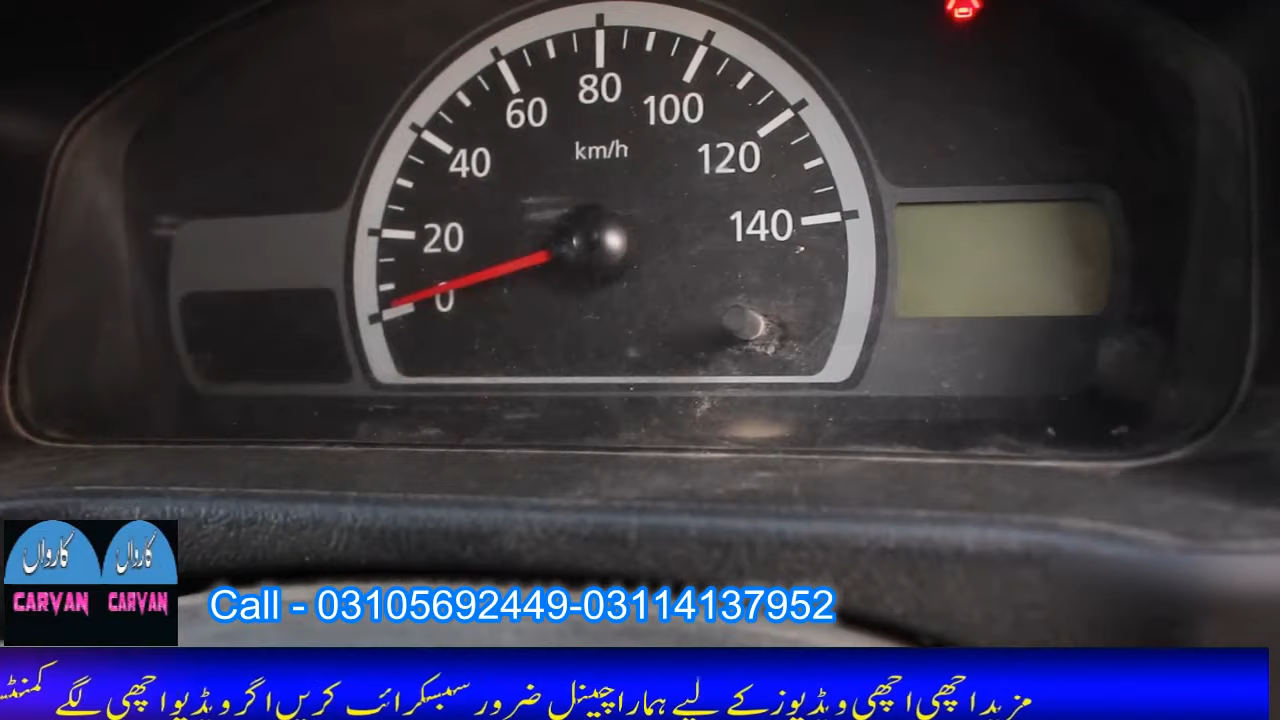 80
60
100
km/h
40
120
20
140
0
کارواں کارواں
CARVAN CARVAN
Call - 03105692449-03114137952
مزید اچھی اچھی ویڈیوز کے لیے ہمارا چینل ضرور سبسکرائب کریں اگر ویڈیو اچھی لگے